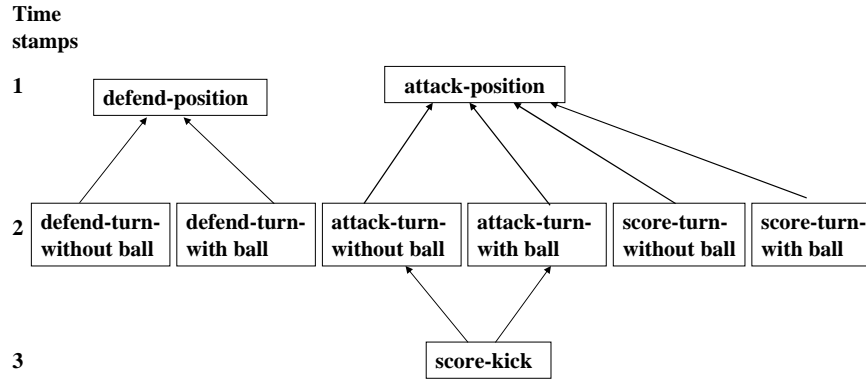 Time
stamps
1
defend-position
attack-position
2
defend-turn-
without ball
defend-turn-
with ball
attack-turn-
without ball
attack-turn-
with ball
score-turn-
without ball
score-turn-
with ball
3
score-kick